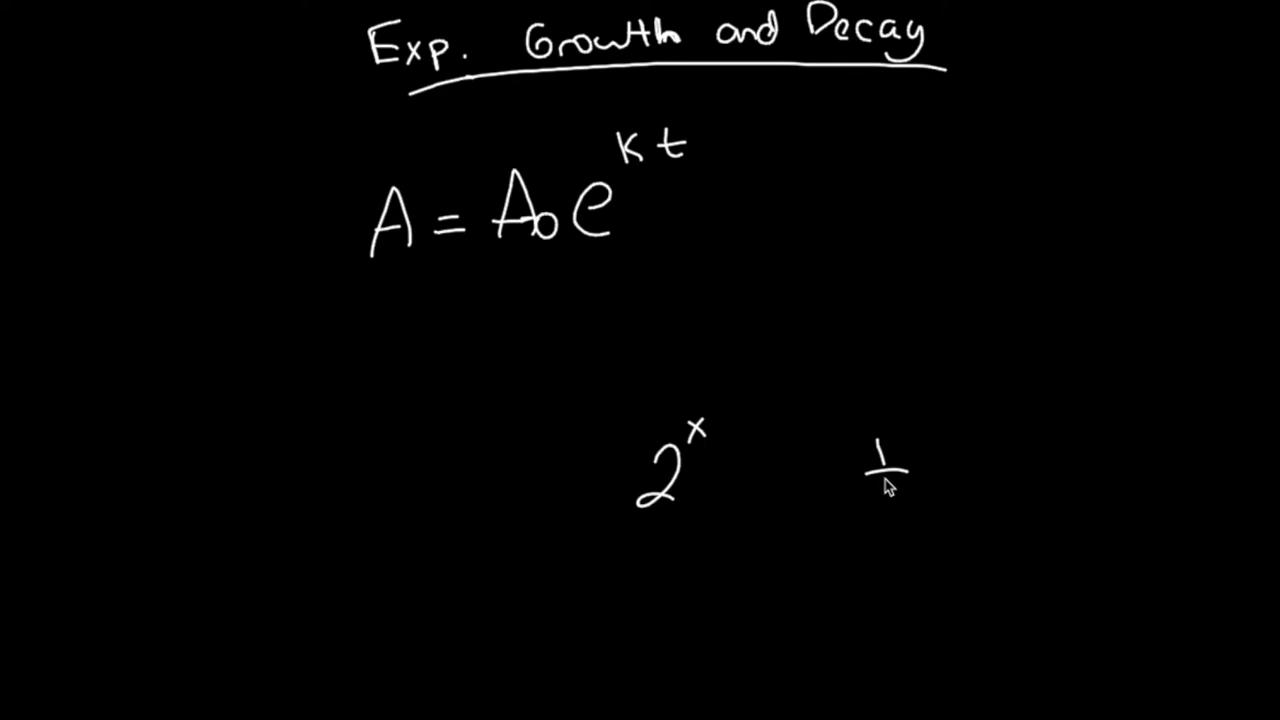 Exp. Growth and Decay
A = A₀e^{kt}
2^x 1/